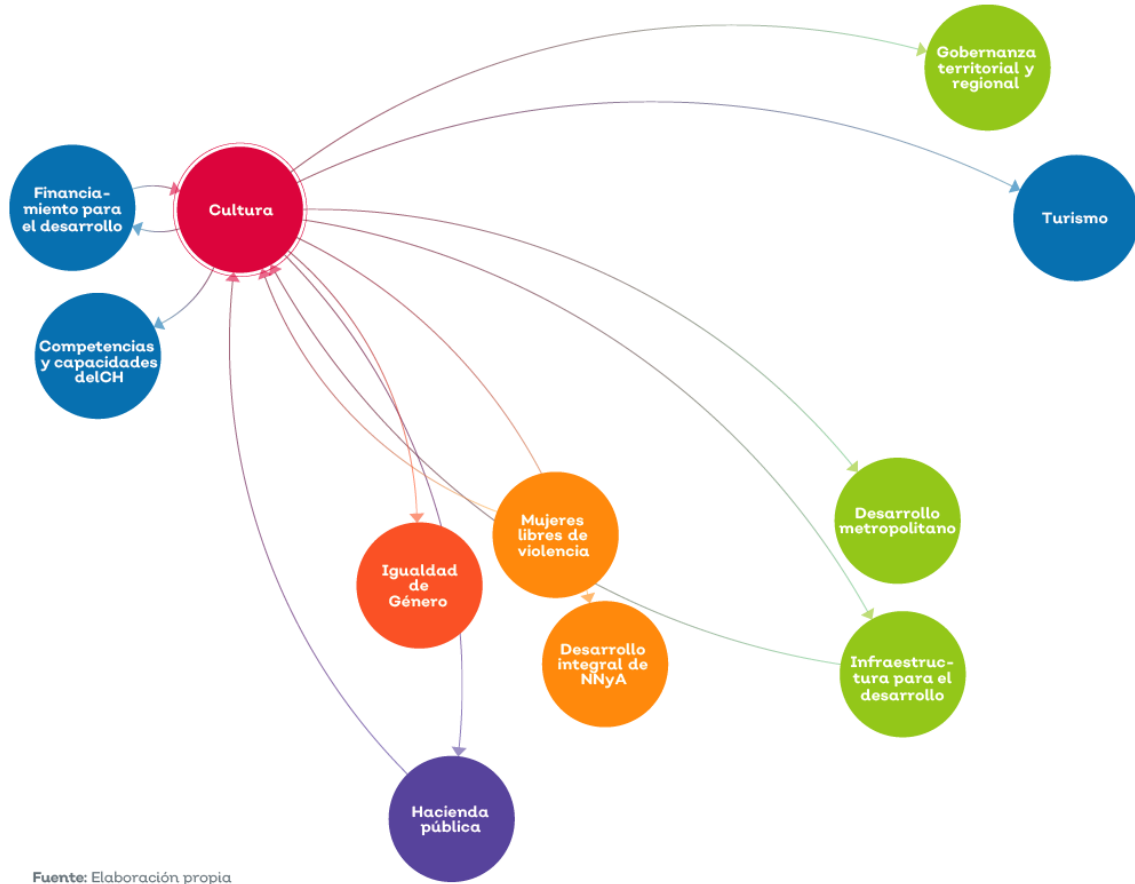 Gobernanza
territorial y
regional
Financia-
miento para
el desarrollo
Cultura
Turismo
Competencias
y capacidades
delCH
Mujeres
libres de
violencia
Desarrollo
metropolitano
Igualdad
de
Género
Desarrollo
integral de
NNyA
Infraestruc-
tura para el
desarrollo
Hacienda
pública
Fuente: Elaboración propia